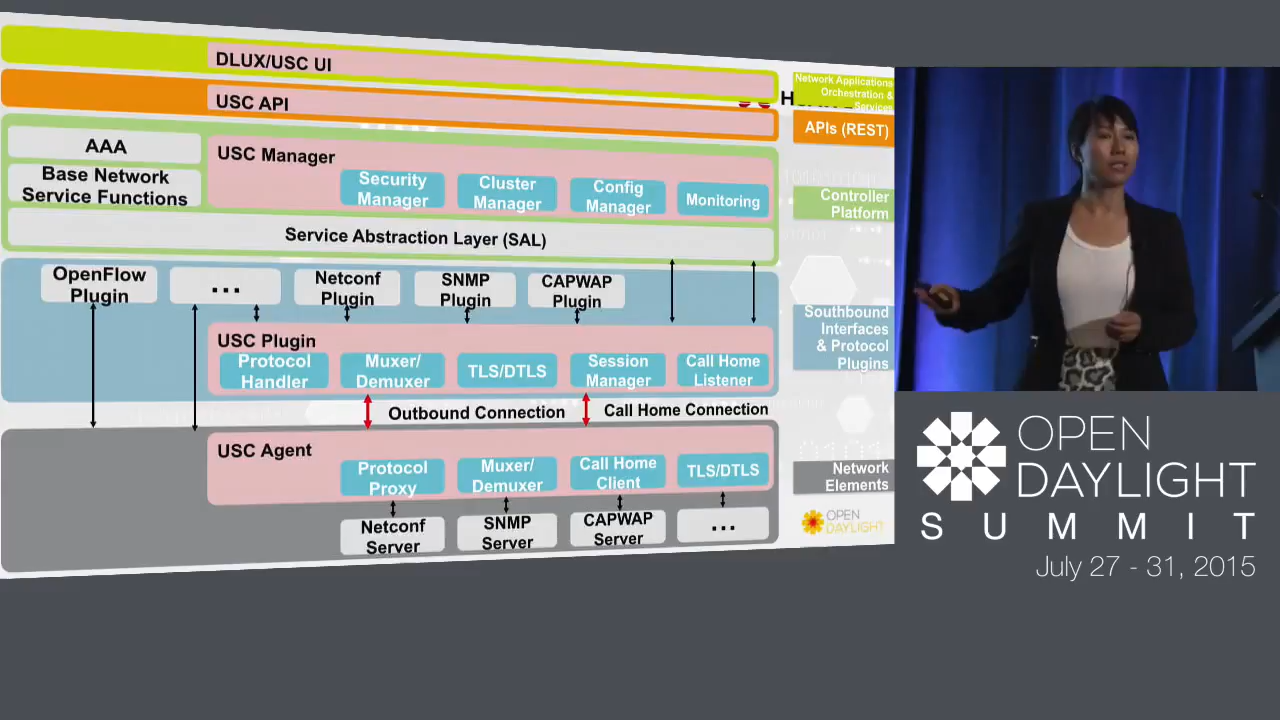 DLUX/USC UI
USC API
AAA
Base Network
Service Functions
USC Manager
Security
Manager
Cluster
Manager
Config
Manager
Monitoring
Service Abstraction Layer (SAL)
OpenFlow
Plugin
...
Netconf
Plugin
SNMP
Plugin
CAPWAP
Plugin
USC Plugin
Protocol
Handler
Muxer/
Demuxer
TLS/DTLS
Session
Manager
Call Home
Listener
Outbound Connection
Call Home Connection
USC Agent
Protocol
Proxy
Muxer/
Demuxer
Call Home
Client
TLS/DTLS
Netconf
Server
SNMP
Server
CAPWAP
Server
...
Network Applications
Orchestration &
Services
APIs (REST)
Controller
Platform
Southbound
Interfaces
& Protocol
Plugins
Network
Elements
OPEN
DAYLIGHT
OPEN
DAYLIGHT
SUMMIT
July 27 - 31, 2015